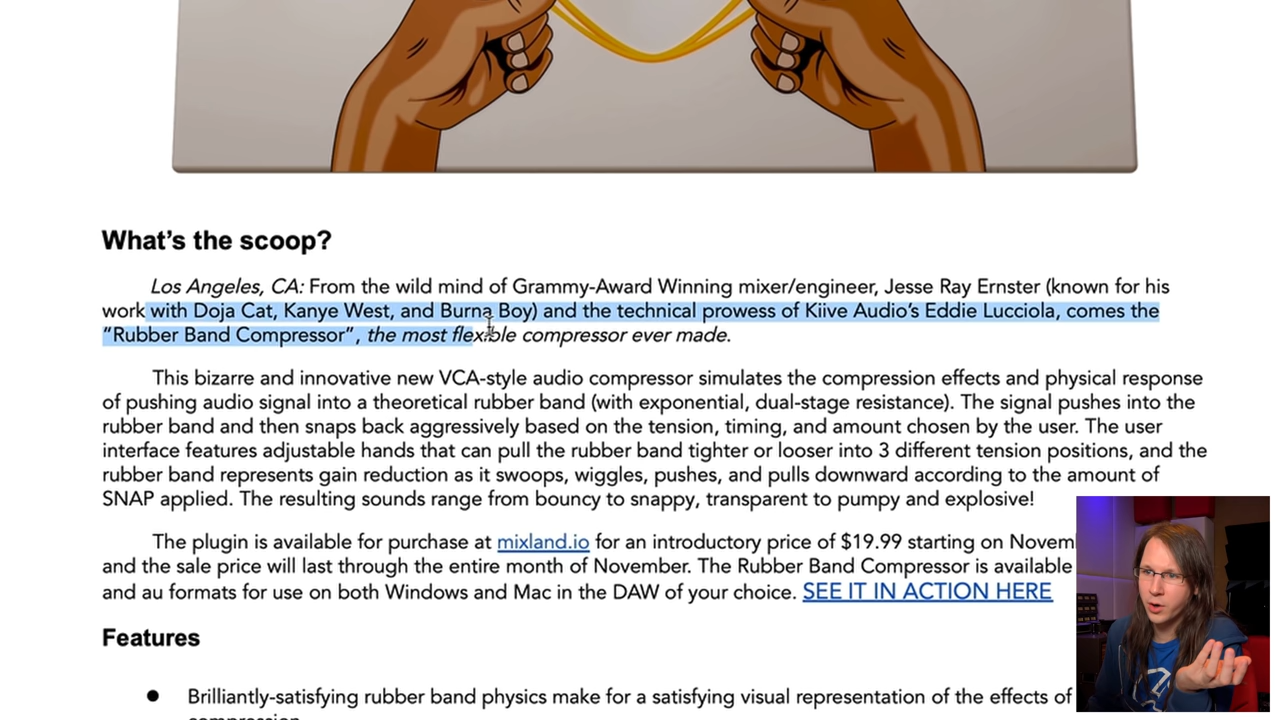 What’s the scoop?
Los Angeles, CA: From the wild mind of Grammy-Award Winning mixer/engineer, Jesse Ray Ernster (known for his
work with Doja Cat, Kanye West, and Burna Boy) and the technical prowess of Kiive Audio’s Eddie Lucciola, comes the
“Rubber Band Compressor”, the most flexible compressor ever made.
This bizarre and innovative new VCA-style audio compressor simulates the compression effects and physical response
of pushing audio signal into a theoretical rubber band (with exponential, dual-stage resistance). The signal pushes into the
rubber band and then snaps back aggressively based on the tension, timing, and amount chosen by the user. The user
interface features adjustable hands that can pull the rubber band tighter or looser into 3 different tension positions, and the
rubber band represents gain reduction as it swoops, wiggles, pushes, and pulls downward according to the amount of
SNAP applied. The resulting sounds range from bouncy to snappy, transparent to pumpy and explosive!
The plugin is available for purchase at mixland.io for an introductory price of $19.99 starting on
and the sale price will last through the entire month of November. The Rubber Band Compressor is available
and au formats for use on both Windows and Mac in the DAW of your choice. SEE IT IN ACTION HERE
Features
● Brilliantly-satisfying rubber band physics make for a satisfying visual representation of the effects of
compression.